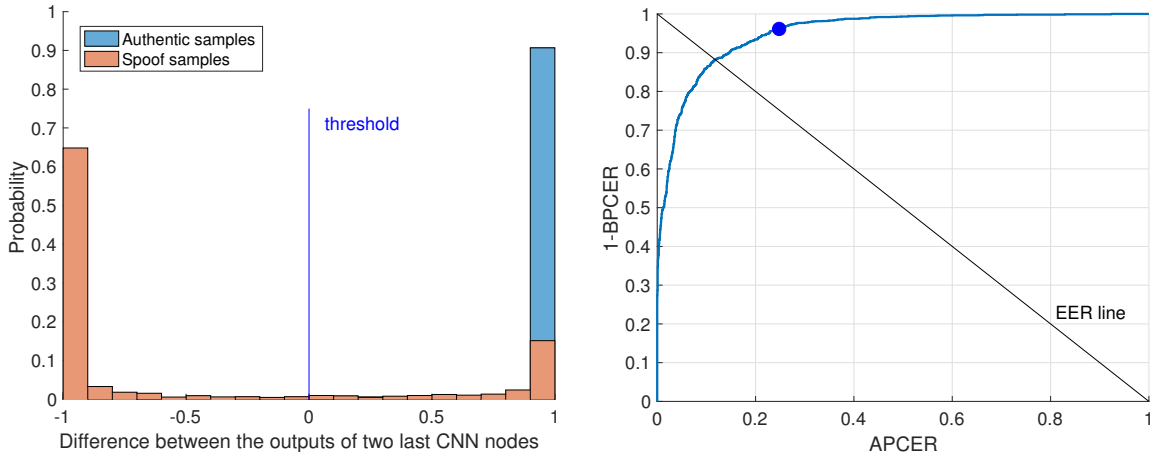 1
0.9
0.8
0.7
0.6
0.5
0.4
0.3
0.2
0.1
0
Probability
Authentic samples
Spoof samples
threshold
-1 -0.5 0 0.5 1
Difference between the outputs of two last CNN nodes
1
0.9
0.8
0.7
0.6
0.5
0.4
0.3
0.2
0.1
0
1-BPCER
EER line
0 0.2 0.4 0.6 0.8 1
APCER